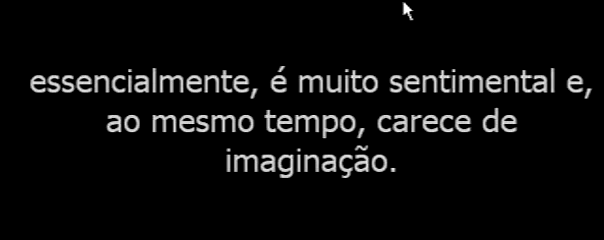 essencialmente, é muito sentimental e,
ao mesmo tempo, carece de
imaginação.